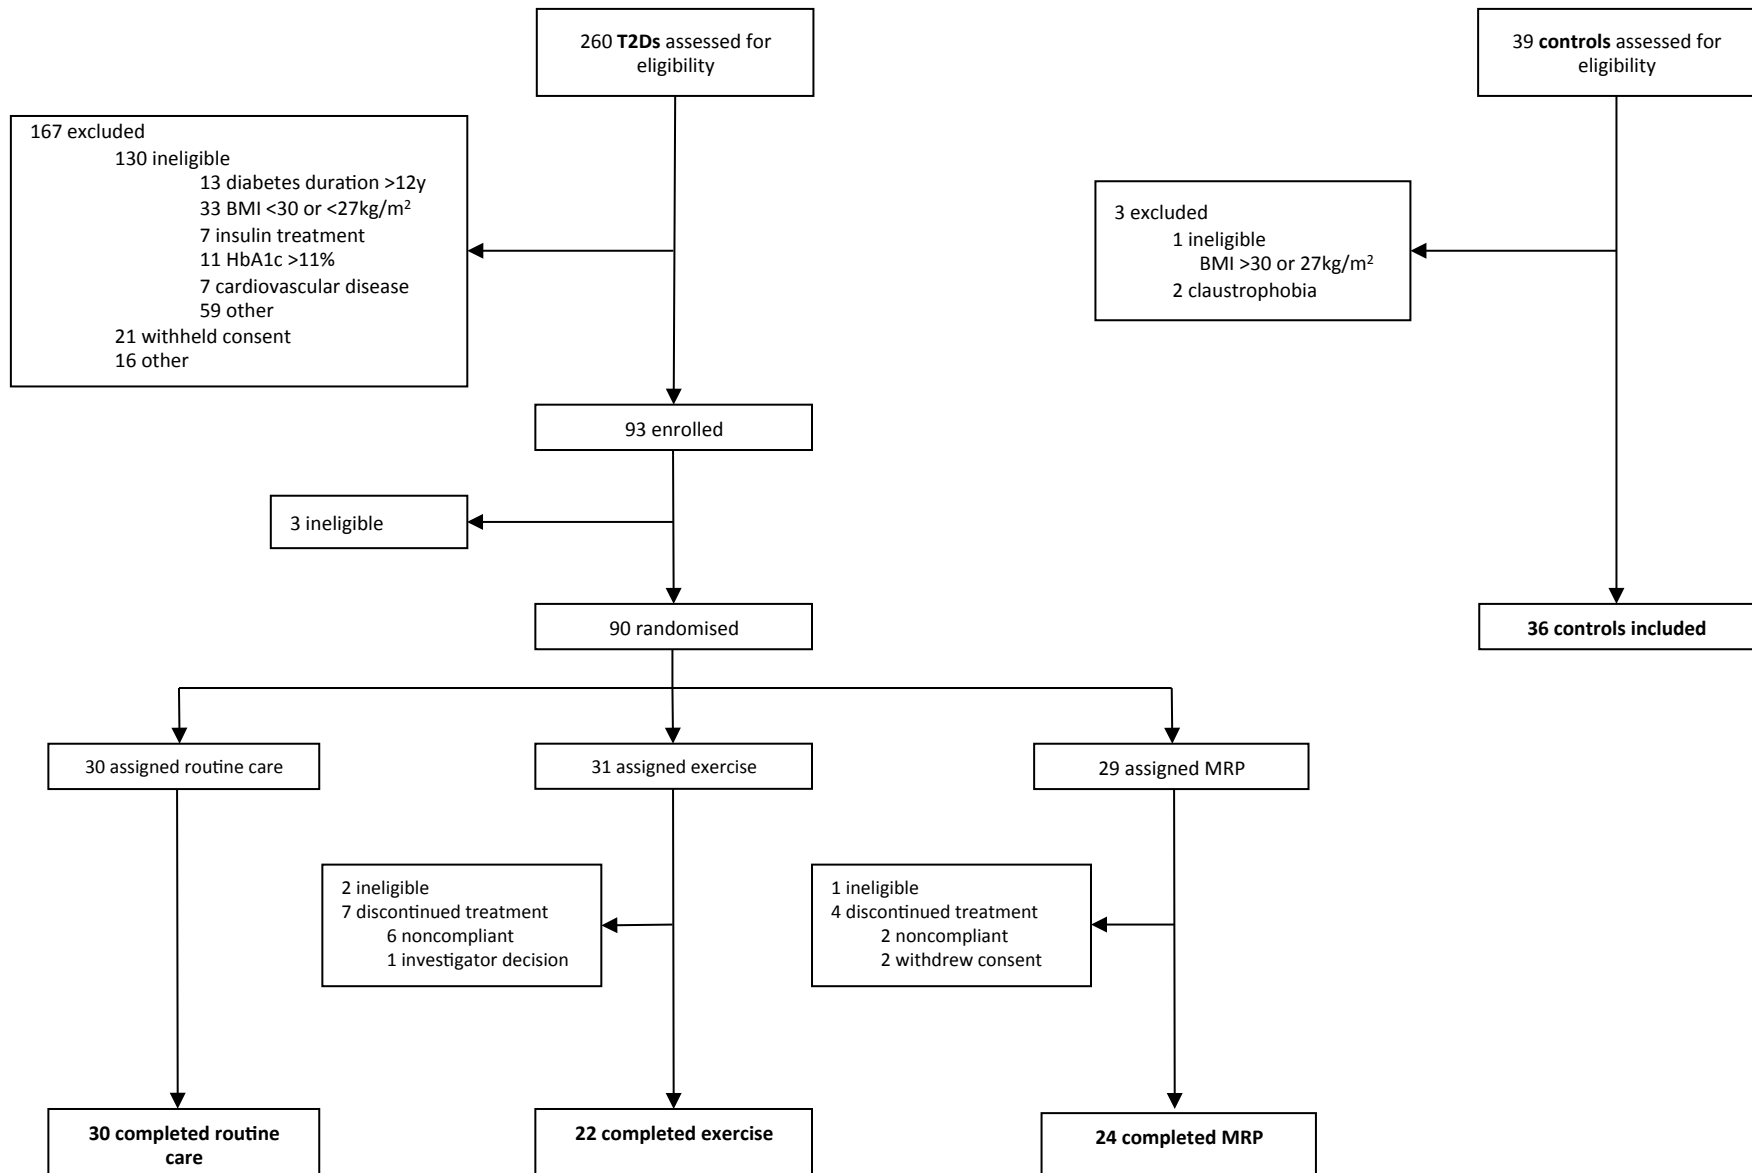 260 T2Ds assessed for
eligibility
39 controls assessed for
eligibility
167 excluded
130 ineligible
13 diabetes duration >12y
33 BMI <30 or <27kg/m²
7 insulin treatment
11 HbA1c >11%
7 cardiovascular disease
59 other
21 withheld consent
16 other
3 excluded
1 ineligible
BMI >30 or 27kg/m²
2 claustrophobia
93 enrolled
3 ineligible
90 randomised
36 controls included
30 assigned routine care
31 assigned exercise
29 assigned MRP
2 ineligible
7 discontinued treatment
6 noncompliant
1 investigator decision
1 ineligible
4 discontinued treatment
2 noncompliant
2 withdrew consent
30 completed routine
care
22 completed exercise
24 completed MRP